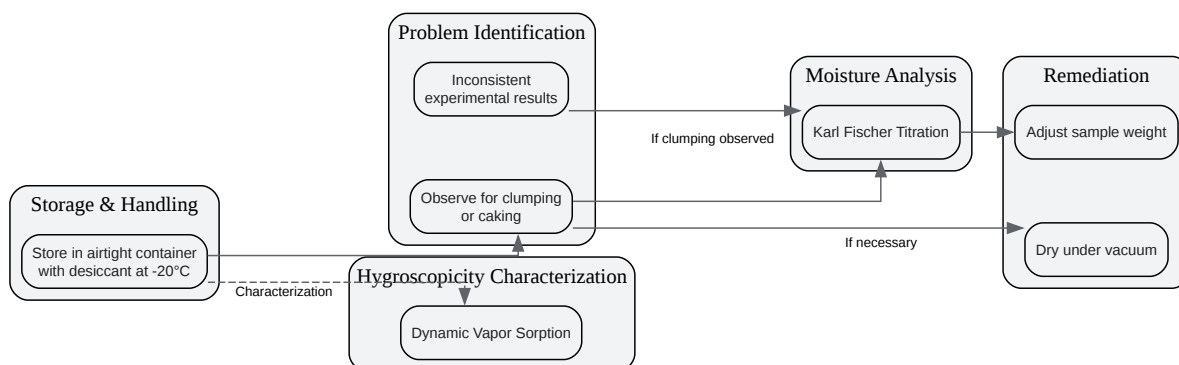 Problem Identification
Inconsistent
experimental results
Moisture Analysis
Remediation
Karl Fischer Titration
Adjust sample weight
If clumping observed
Storage & Handling
Observe for clumping
or caking
Store in airtight container
with desiccant at -20°C
If necessary
Dry under vacuum
Hygroscopicity Characterization
Characterization
Dynamic Vapor Sorption